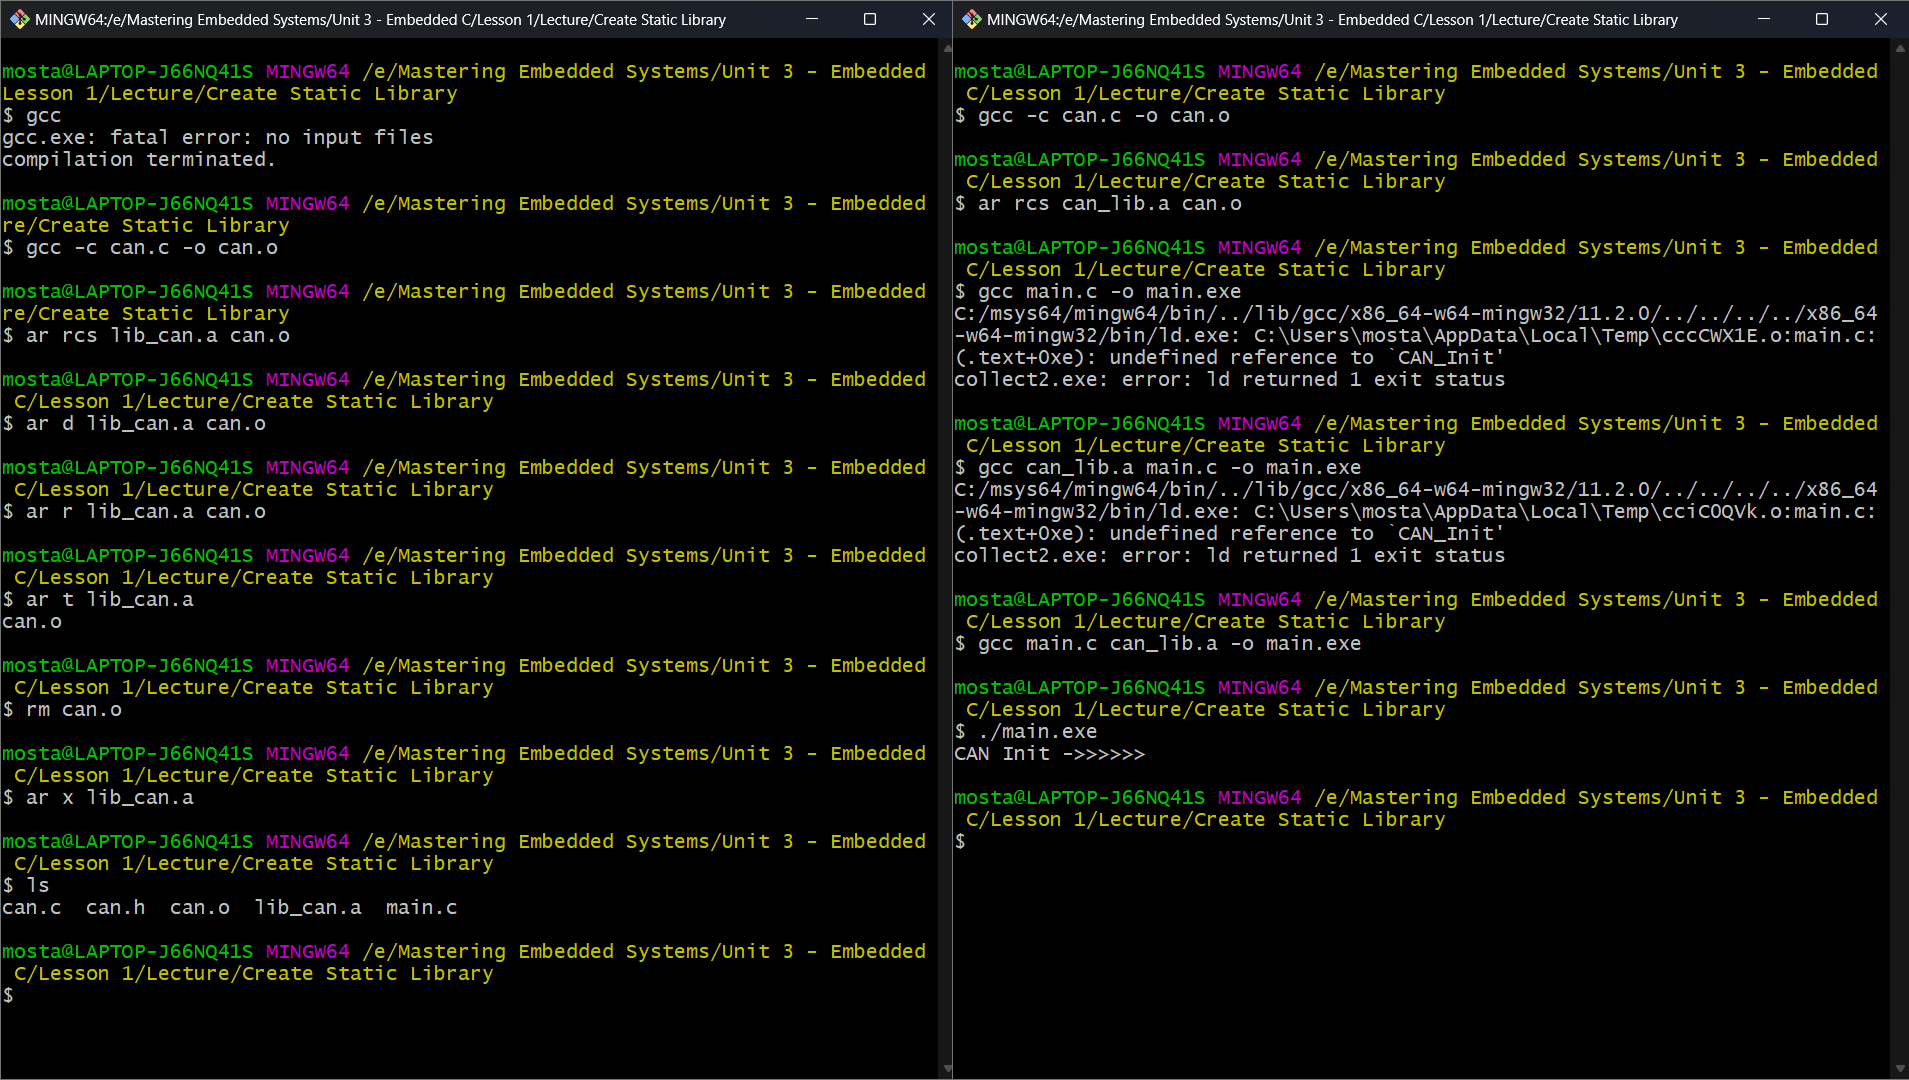 MINGW64:/e/Mastering Embedded Systems/Unit 3 - Embedded C/Lesson 1/Lecture/Create Static Library
mosta@LAPTOP-J66NQ41S MINGW64 /e/Mastering Embedded Systems/Unit 3 - Embedded
Lesson 1/Lecture/Create Static Library
$ gcc
gcc.exe: fatal error: no input files
compilation terminated.
mosta@LAPTOP-J66NQ41S MINGW64 /e/Mastering Embedded Systems/Unit 3 - Embedded
re/Create Static Library
$ gcc -c can.c -o can.o
mosta@LAPTOP-J66NQ41S MINGW64 /e/Mastering Embedded Systems/Unit 3 - Embedded
re/Create Static Library
$ ar rcs lib_can.a can.o
mosta@LAPTOP-J66NQ41S MINGW64 /e/Mastering Embedded Systems/Unit 3 - Embedded
C/Lesson 1/Lecture/Create Static Library
$ ar d lib_can.a can.o
mosta@LAPTOP-J66NQ41S MINGW64 /e/Mastering Embedded Systems/Unit 3 - Embedded
C/Lesson 1/Lecture/Create Static Library
$ ar r lib_can.a can.o
mosta@LAPTOP-J66NQ41S MINGW64 /e/Mastering Embedded Systems/Unit 3 - Embedded
C/Lesson 1/Lecture/Create Static Library
$ ar t lib_can.a
can.o
mosta@LAPTOP-J66NQ41S MINGW64 /e/Mastering Embedded Systems/Unit 3 - Embedded
C/Lesson 1/Lecture/Create Static Library
$ rm can.o
mosta@LAPTOP-J66NQ41S MINGW64 /e/Mastering Embedded Systems/Unit 3 - Embedded
C/Lesson 1/Lecture/Create Static Library
$ ar x lib_can.a
mosta@LAPTOP-J66NQ41S MINGW64 /e/Mastering Embedded Systems/Unit 3 - Embedded
C/Lesson 1/Lecture/Create Static Library
$ ls
can.c  can.h  can.o  lib_can.a  main.c
mosta@LAPTOP-J66NQ41S MINGW64 /e/Mastering Embedded Systems/Unit 3 - Embedded
C/Lesson 1/Lecture/Create Static Library
$
MINGW64:/e/Mastering Embedded Systems/Unit 3 - Embedded C/Lesson 1/Lecture/Create Static Library
mosta@LAPTOP-J66NQ41S MINGW64 /e/Mastering Embedded Systems/Unit 3 - Embedded
C/Lesson 1/Lecture/Create Static Library
$ gcc -c can.c -o can.o
mosta@LAPTOP-J66NQ41S MINGW64 /e/Mastering Embedded Systems/Unit 3 - Embedded
C/Lesson 1/Lecture/Create Static Library
$ ar rcs can_lib.a can.o
mosta@LAPTOP-J66NQ41S MINGW64 /e/Mastering Embedded Systems/Unit 3 - Embedded
C/Lesson 1/Lecture/Create Static Library
$ gcc main.c -o main.exe
C:/msys64/mingw64/bin/../lib/gcc/x86_64-w64-mingw32/11.2.0/../../../../x86_64
-w64-mingw32/bin/ld.exe: C:\Users\mosta\AppData\Local\Temp\cccCWX1E.o:main.c:
(.text+0xe): undefined reference to `CAN_Init'
collect2.exe: error: ld returned 1 exit status
mosta@LAPTOP-J66NQ41S MINGW64 /e/Mastering Embedded Systems/Unit 3 - Embedded
C/Lesson 1/Lecture/Create Static Library
$ gcc can_lib.a main.c -o main.exe
C:/msys64/mingw64/bin/../lib/gcc/x86_64-w64-mingw32/11.2.0/../../../../x86_64
-w64-mingw32/bin/ld.exe: C:\Users\mosta\AppData\Local\Temp\cciC0QVk.o:main.c:
(.text+0xe): undefined reference to `CAN_Init'
collect2.exe: error: ld returned 1 exit status
mosta@LAPTOP-J66NQ41S MINGW64 /e/Mastering Embedded Systems/Unit 3 - Embedded
C/Lesson 1/Lecture/Create Static Library
$ gcc main.c can_lib.a -o main.exe
mosta@LAPTOP-J66NQ41S MINGW64 /e/Mastering Embedded Systems/Unit 3 - Embedded
C/Lesson 1/Lecture/Create Static Library
$ ./main.exe
CAN Init ->>>>>>
mosta@LAPTOP-J66NQ41S MINGW64 /e/Mastering Embedded Systems/Unit 3 - Embedded
C/Lesson 1/Lecture/Create Static Library
$